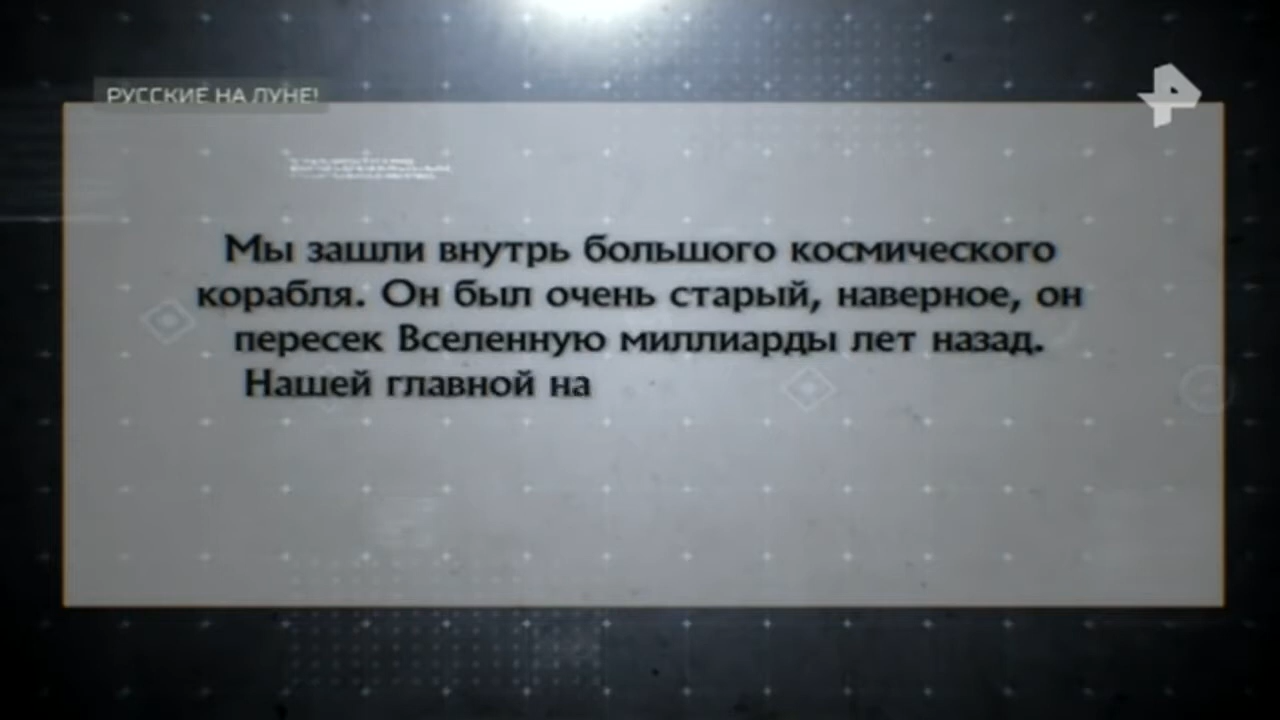 РУССКИЕ НА ЛУНЕ!
Мы зашли внутрь большого космического
корабля. Он был очень старый, наверное, он
пересек Вселенную миллиарды лет назад.
Нашей главной на